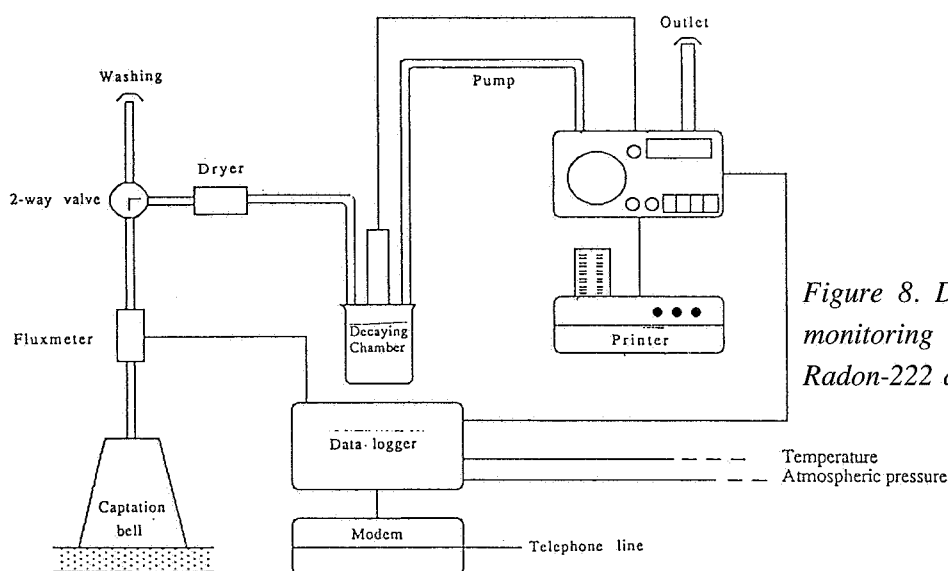 Outlet
Washing
Pump
Dryer
2-way valve
Decaying
Chamber
Fluxmeter
Printer
Figure 8. D
monitoring
Radon-222
Data-logger
Temperature
Atmospheric pressure
Captation
bell
Modem
Telephone line